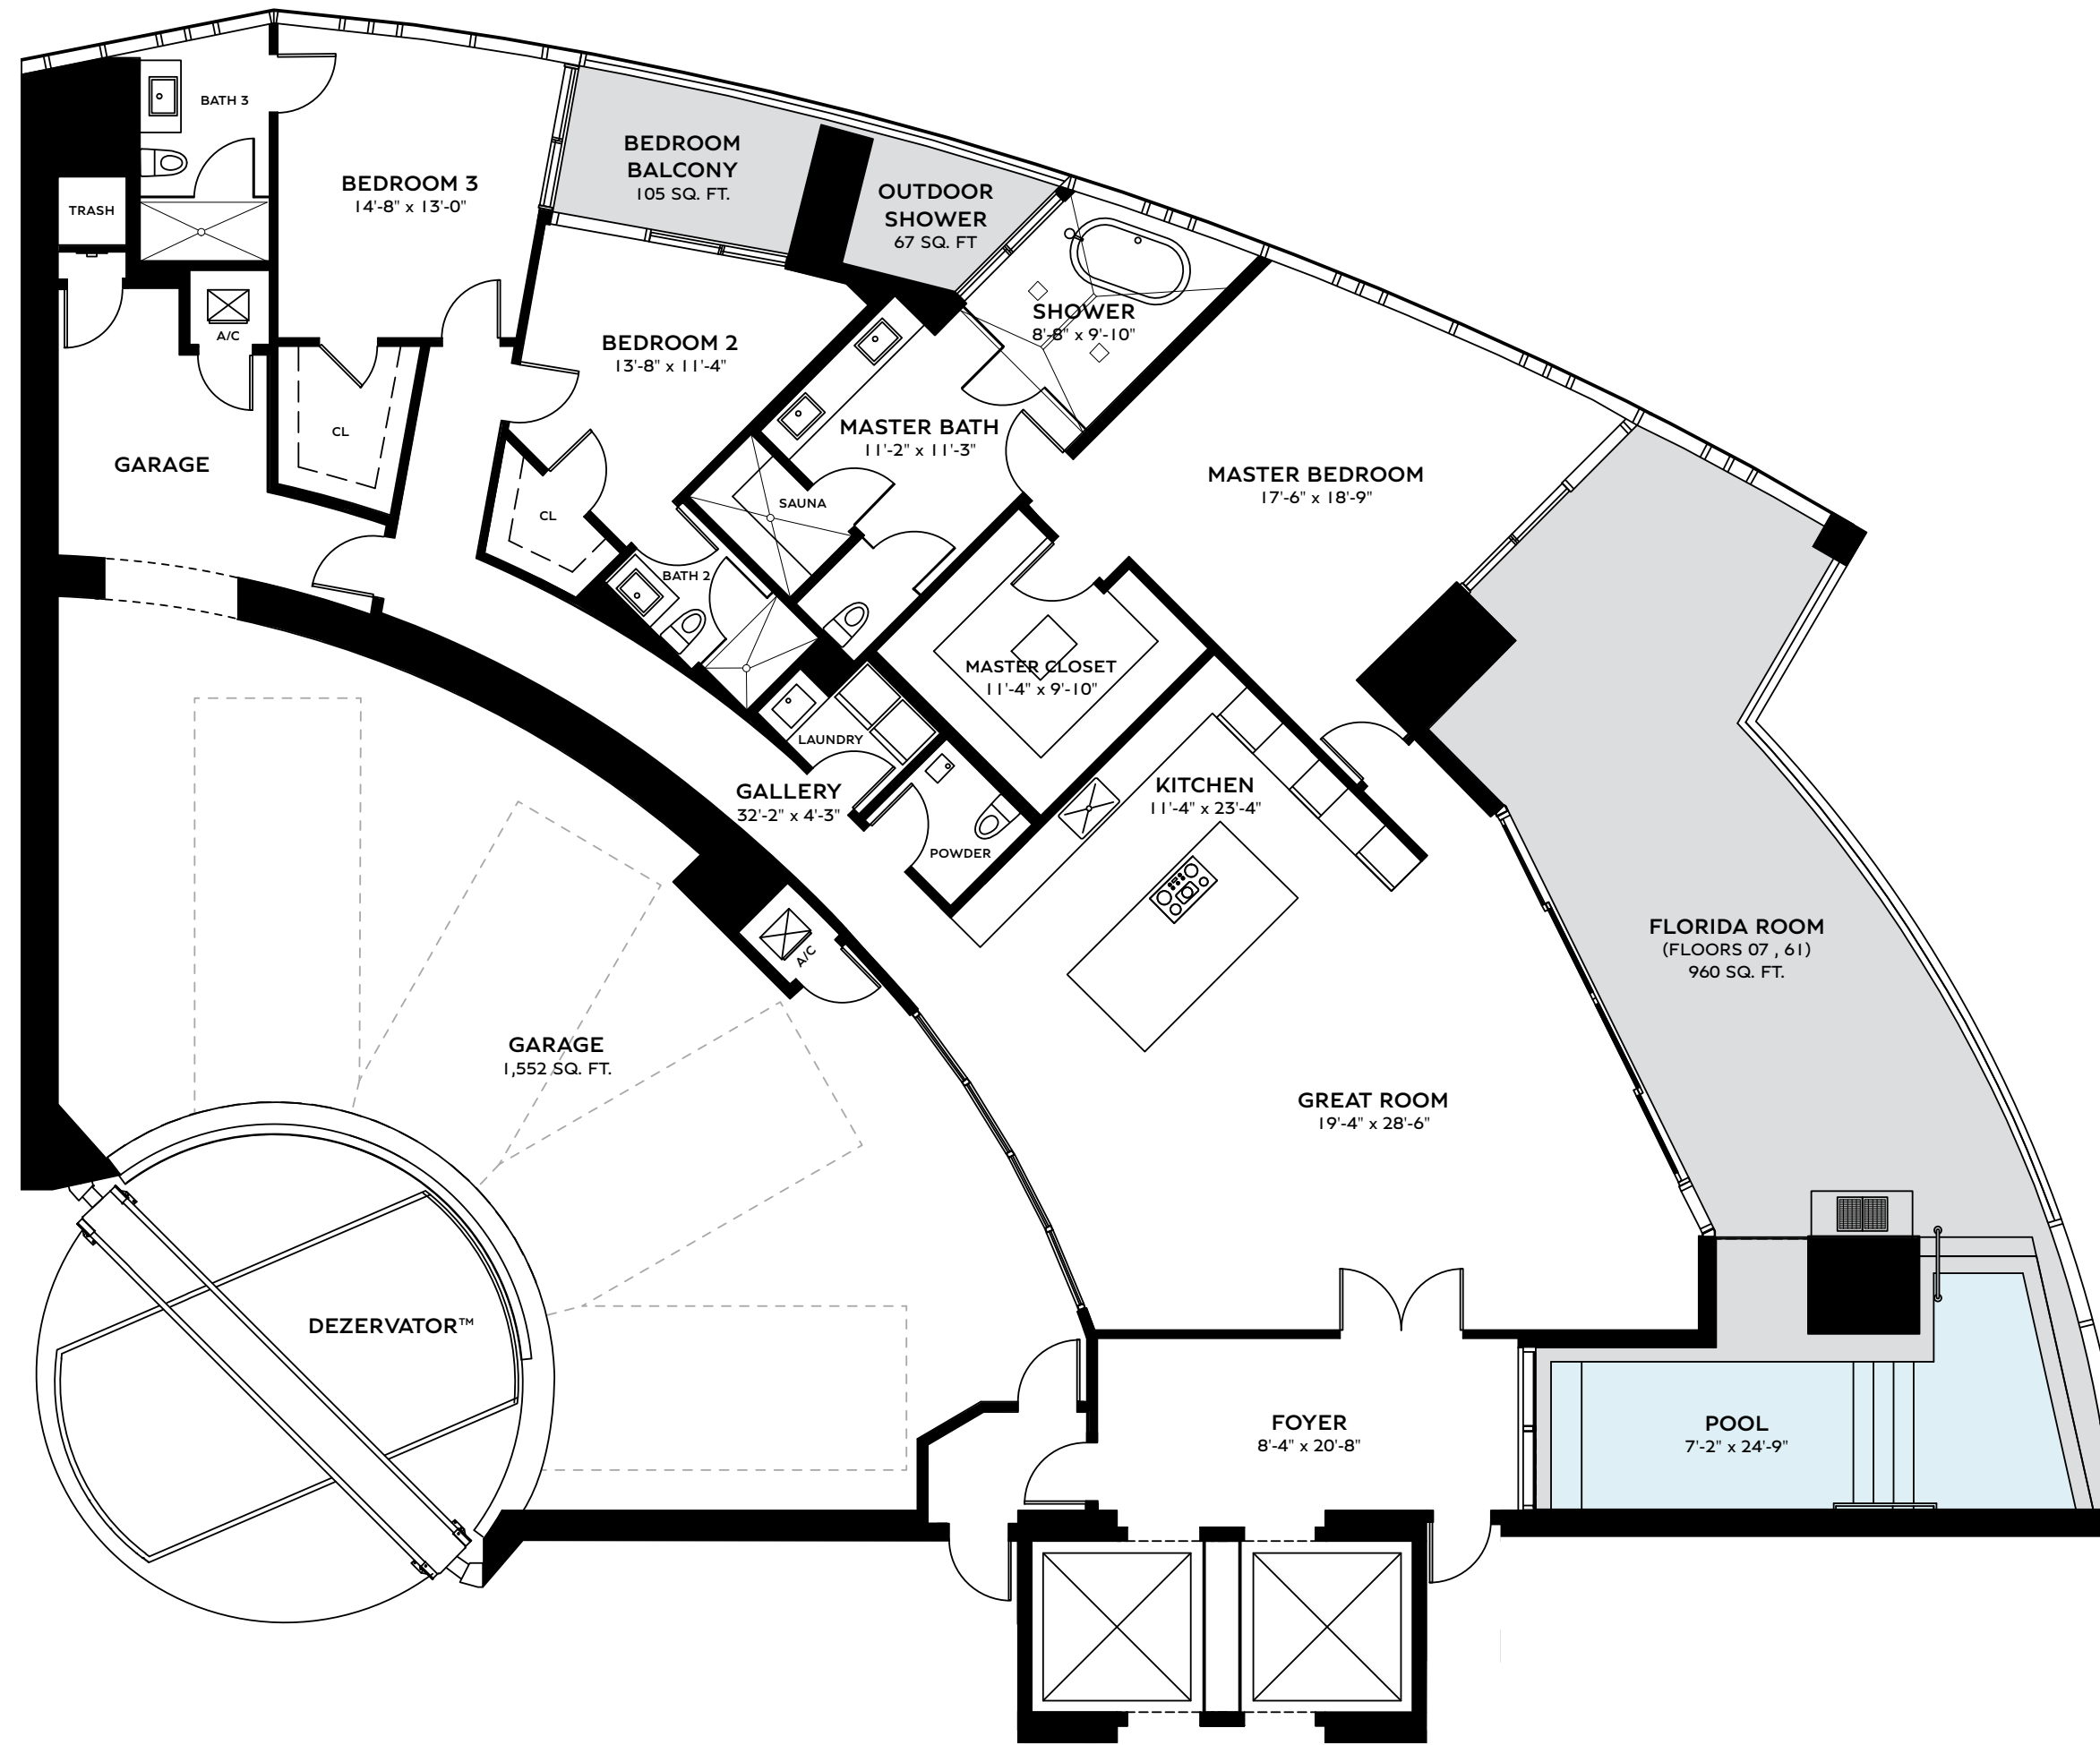 BATH 3
BEDROOM 3
14'-8" x 13'-0"
BEDROOM
BALCONY
105 SQ. FT.
OUTDOOR
SHOWER
67 SQ. FT
TRASH
A/C
SHOWER
8'-8" x 9'-10"
BEDROOM 2
13'-8" x 11'-4"
CL
MASTER BATH
11'-2" x 11'-3"
GARAGE
MASTER BEDROOM
17'-6" x 18'-9"
SAUNA
CL
BATH 2
MASTER CLOSET
11'-4" x 9'-10"
LAUNDRY
GALLERY
32'-2" x 4'-3"
KITCHEN
11'-4" x 23'-4"
POWDER
A/C
FLORIDA ROOM
(FLOORS 07 , 61)
960 SQ. FT.
GARAGE
1,552 SQ. FT.
GREAT ROOM
19'-4" x 28'-6"
DEZERVATOR™
FOYER
8'-4" x 20'-8"
POOL
7'-2" x 24'-9"